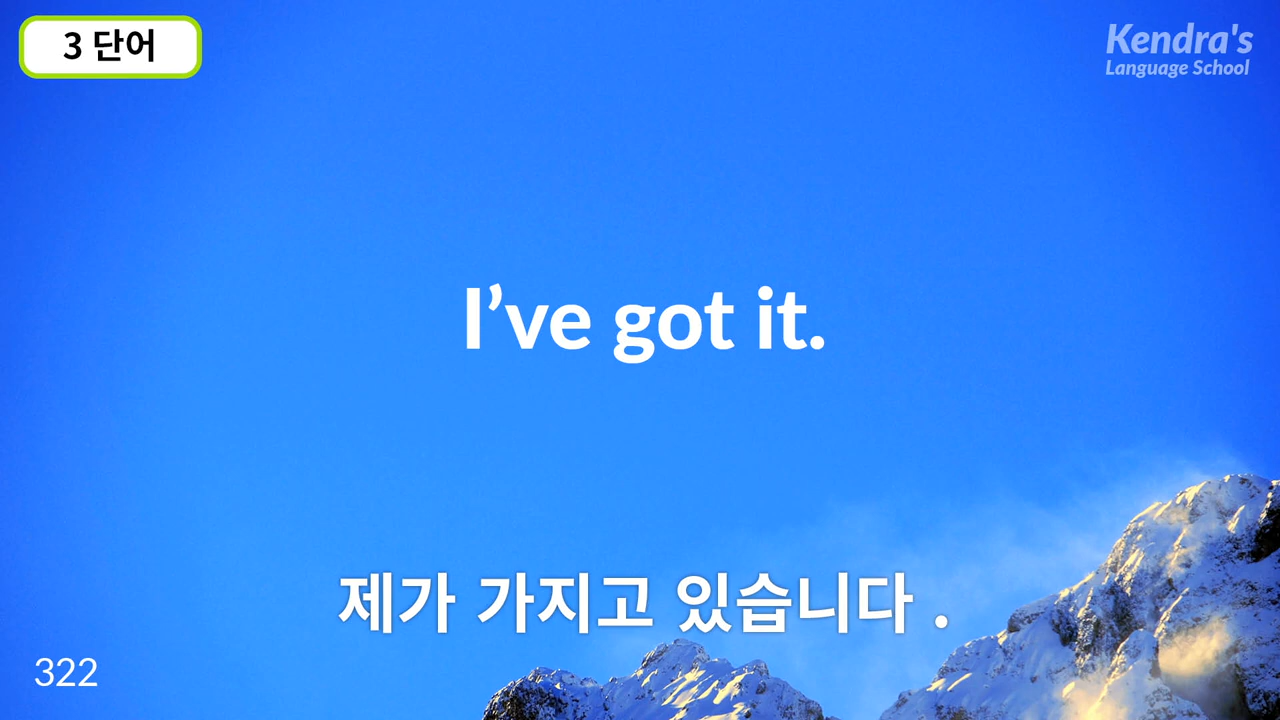 3 단어
Kendra's
Language School
I’ve got it.
제가 가지고 있습니다 .
322